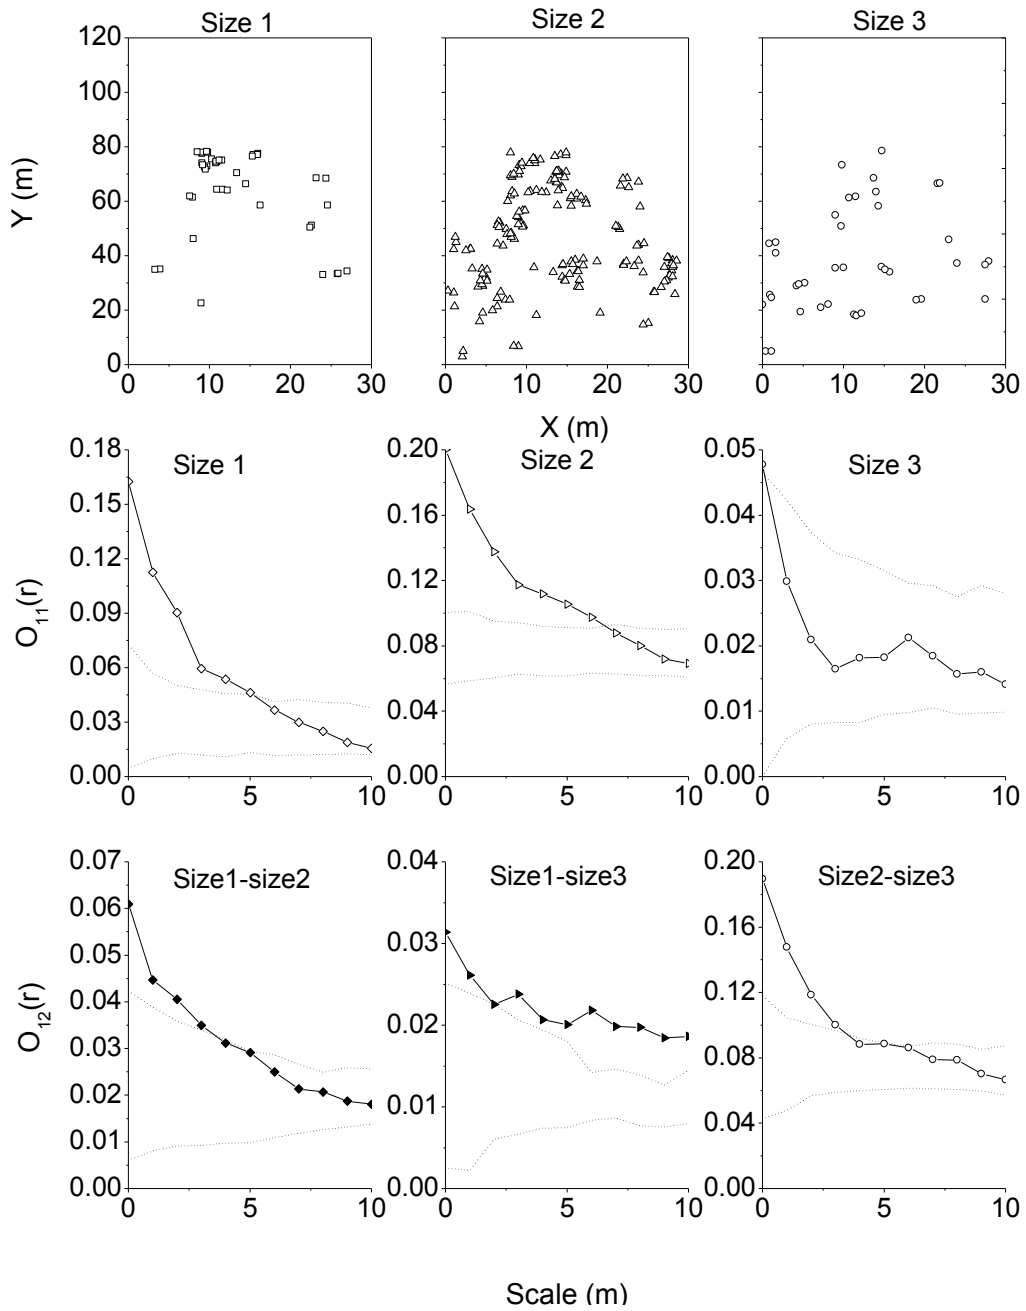 Size 1 Size 2 Size 3
120
100
80
60
40
20
0
Y (m)
0 10 20 30 0 10 20 30 0 10 20 30
X (m)
Size 1 Size 2 Size 3
0.18 0.20 0.05
0.15 0.16 0.04
0.12 0.12 0.03
0.09 0.08 0.02
0.06 0.04 0.01
0.03 0.00 0.00
0.00
O11(r)
0 5 10 0 5 10 0 5 10
Size1-size2 Size1-size3 Size2-size3
0.07 0.04 0.20
0.06 0.03 0.16
0.05 0.02 0.12
0.04 0.01 0.08
0.03 0.00 0.04
0.02 0.00
0.01
0.00
O12(r)
0 5 10 0 5 10 0 5 10
Scale (m)